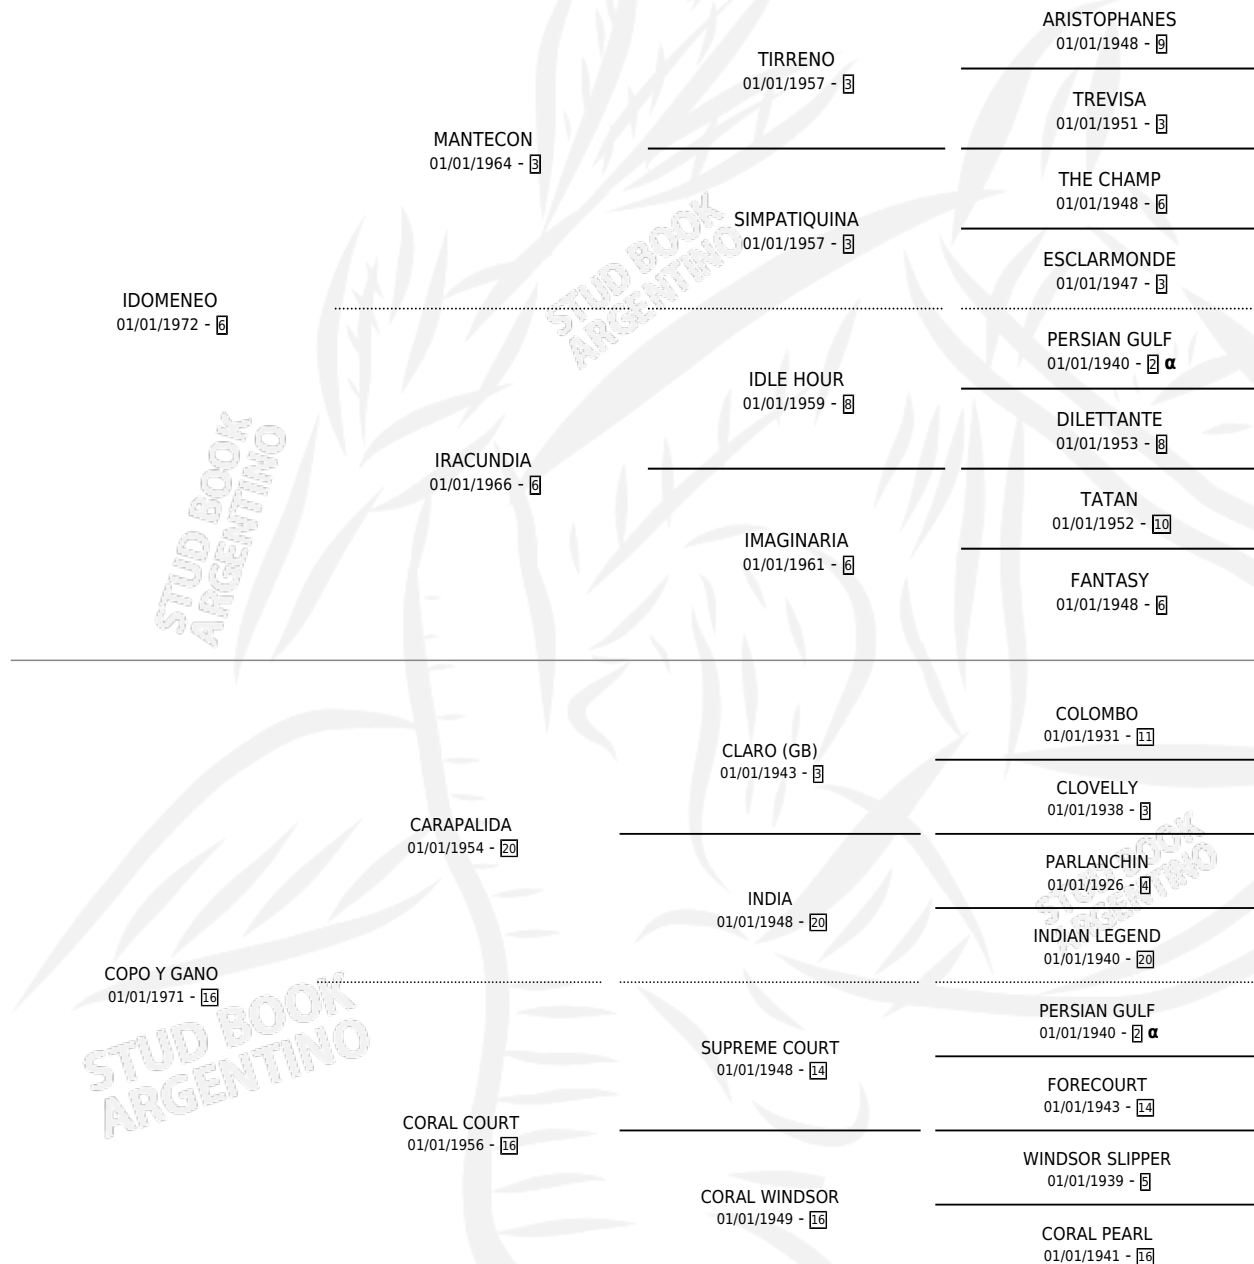 ARISTOPHANES
01/01/1948 - 9
TIRRENO
01/01/1957 - 3
TREVISA
01/01/1951 - 3
MANTECON
01/01/1964 - 3
THE CHAMP
01/01/1948 - 6
SIMPATIQUINA
01/01/1957 - 3
ESCLARMONDE
01/01/1947 - 3
STUD BOOK
ARGENTINO
IDOMENEO
01/01/1972 - 6
PERSIAN GULF
01/01/1940 - 2 α
IDLE HOUR
01/01/1959 - 8
DILETTANTE
01/01/1953 - 8
IRACUNDIA
01/01/1966 - 6
TATAN
01/01/1952 - 10
IMAGINARIA
01/01/1961 - 6
FANTASY
01/01/1948 - 6
STUD BOOK
ARGENTINO
COLOMBO
01/01/1931 - 11
CLARO (GB)
01/01/1943 - 3
CLOVELLY
01/01/1938 - 3
CARAPALIDA
01/01/1954 - 20
PARLANCHIN
01/01/1926 - 4
STUD BOOK
ARGENTINO
INDIA
01/01/1948 - 20
INDIAN LEGEND
01/01/1940 - 20
COPO Y GANO
01/01/1971 - 16
PERSIAN GULF
01/01/1940 - 2 α
SUPREME COURT
01/01/1948 - 14
STUD BOOK
ARGENTINO
FORECOURT
01/01/1943 - 14
CORAL COURT
01/01/1956 - 16
WINDSOR SLIPPER
01/01/1939 - 5
CORAL WINDSOR
01/01/1949 - 16
CORAL PEARL
01/01/1941 - 16